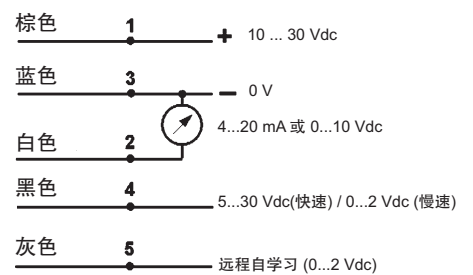 棕色 1 + 10 ... 30 Vdc
蓝色 3 − 0 V
4...20 mA 或 0...10 Vdc
白色 2
黑色 4 5...30 Vdc(快速) / 0...2 Vdc (慢速)
灰色 5 远程自学习 (0...2 Vdc)